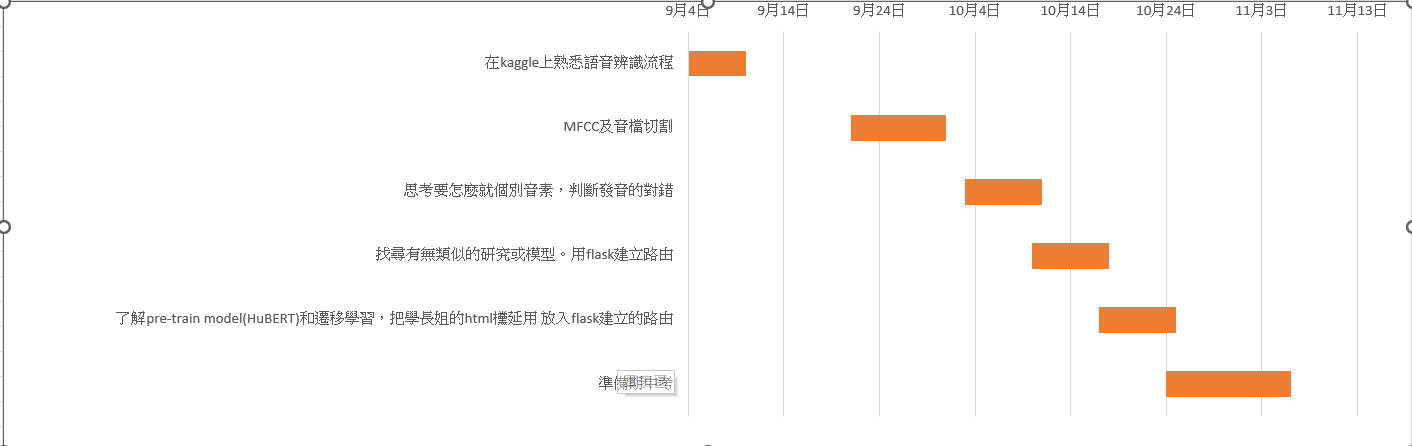 9月4日 9月14日 9月24日 10月4日 10月14日 10月24日 11月3日 11月13日
在kaggle上熟悉語音辨識流程
MFCC及音檔切割
思考要怎麼就個別音素，判斷發音的對錯
找尋有無類似的研究或模型。用flask建立路由
了解pre-train model(HuBERT)和遷移學習，把學長姐的html檔延用 放入flask建立的路由
準備期中考